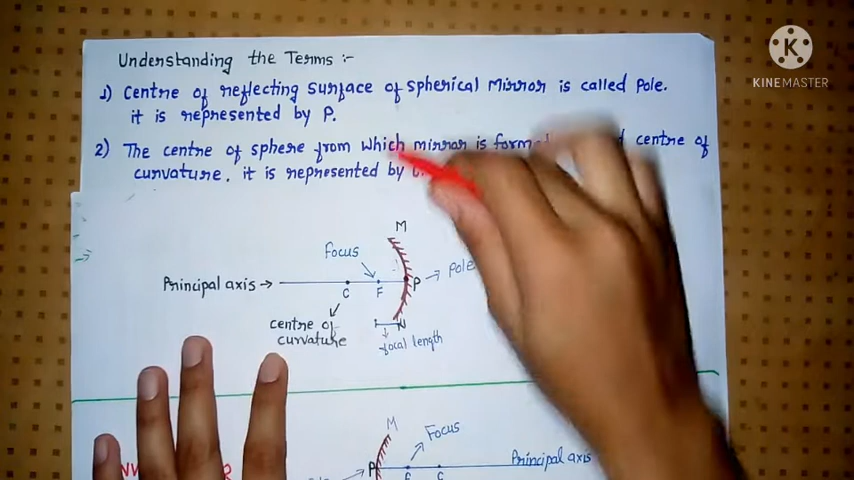 KINEMASTER
Understanding the Terms :-
1) Centre of reflecting surface of spherical Mirror is called Pole.
it is represented by P.
2) The centre of sphere from which mirror is centre of
curvature. it is represented by
M
Focus
Principal axis →
C F P → Pole
centre of
curvature
N
focal length
M
Focus
P
Principal axis
C